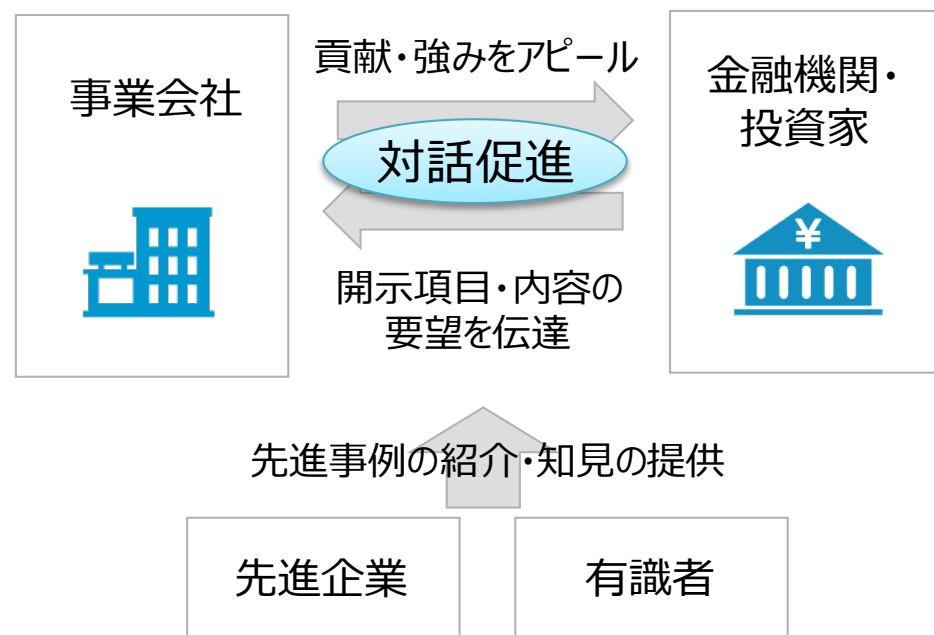 事業会社
貢献・強みをアピール
対話促進
開示項目・内容の
要望を伝達
金融機関・
投資家
¥
先進事例の紹介・知見の提供
先進企業
有識者